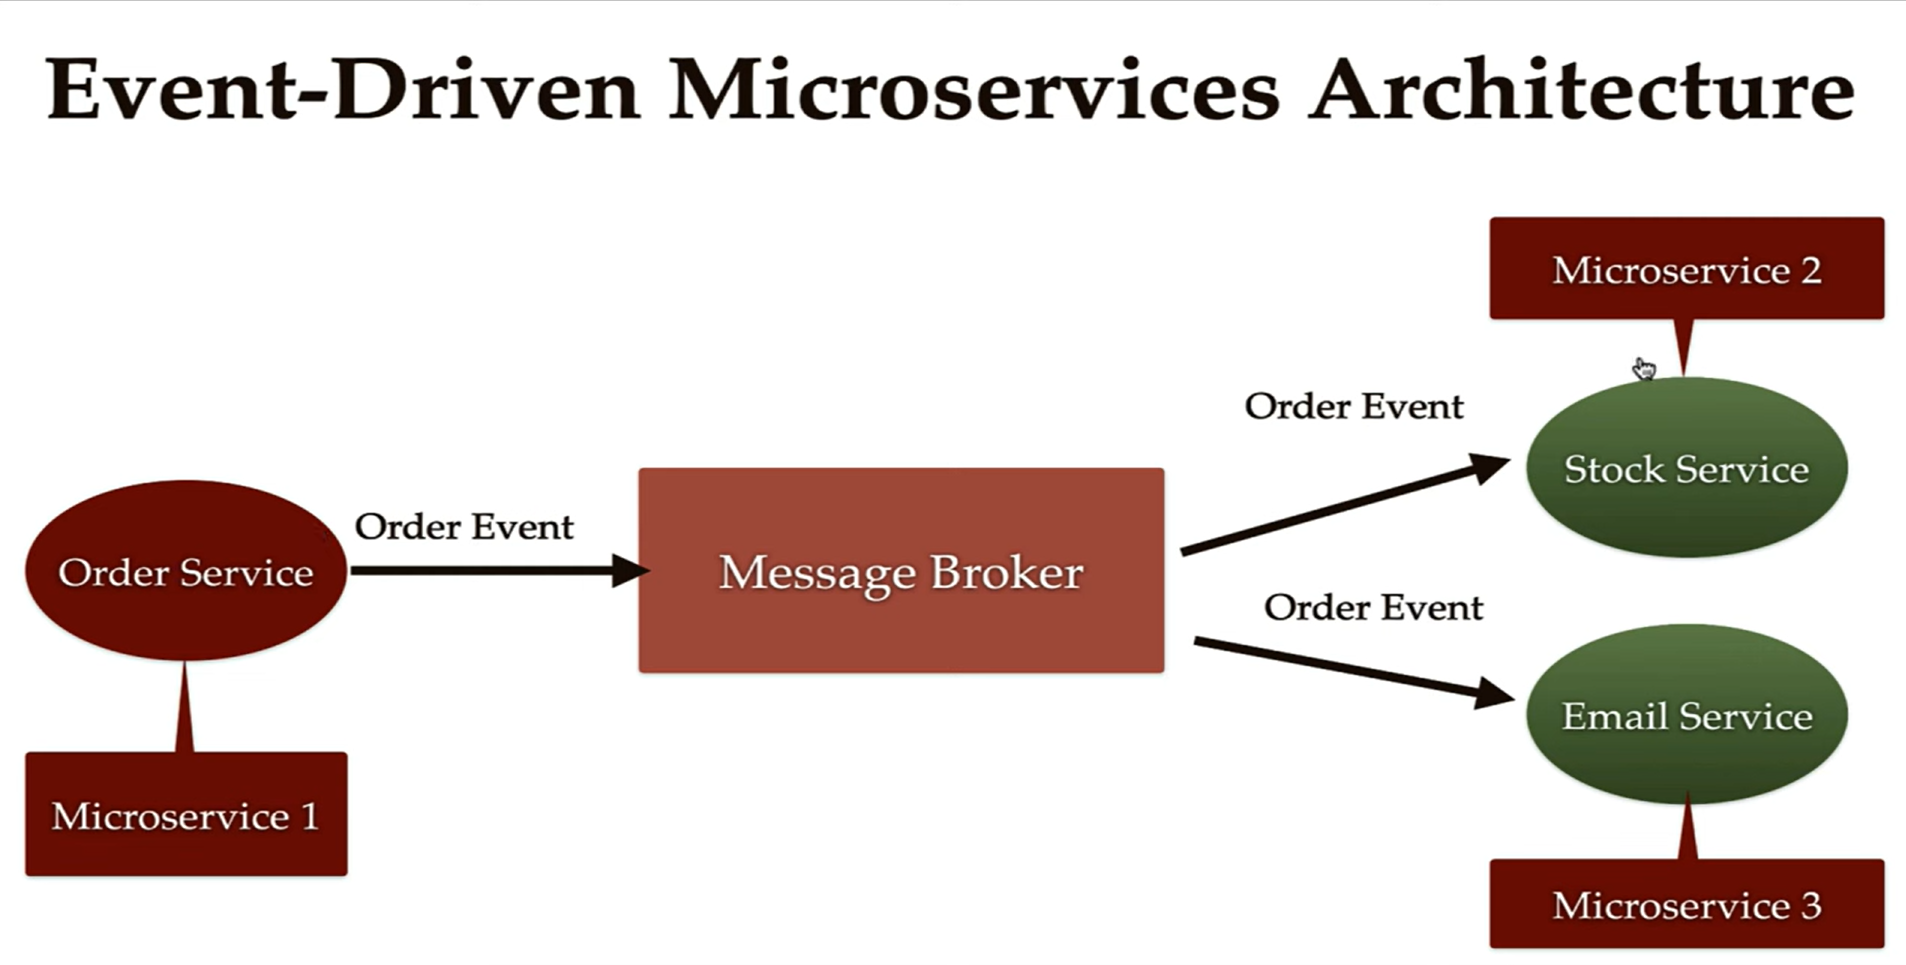 Event-Driven Microservices Architecture
Microservice 2
Order Event
Stock Service
Order Event
Order Service
Message Broker
Order Event
Email Service
Microservice 1
Microservice 3